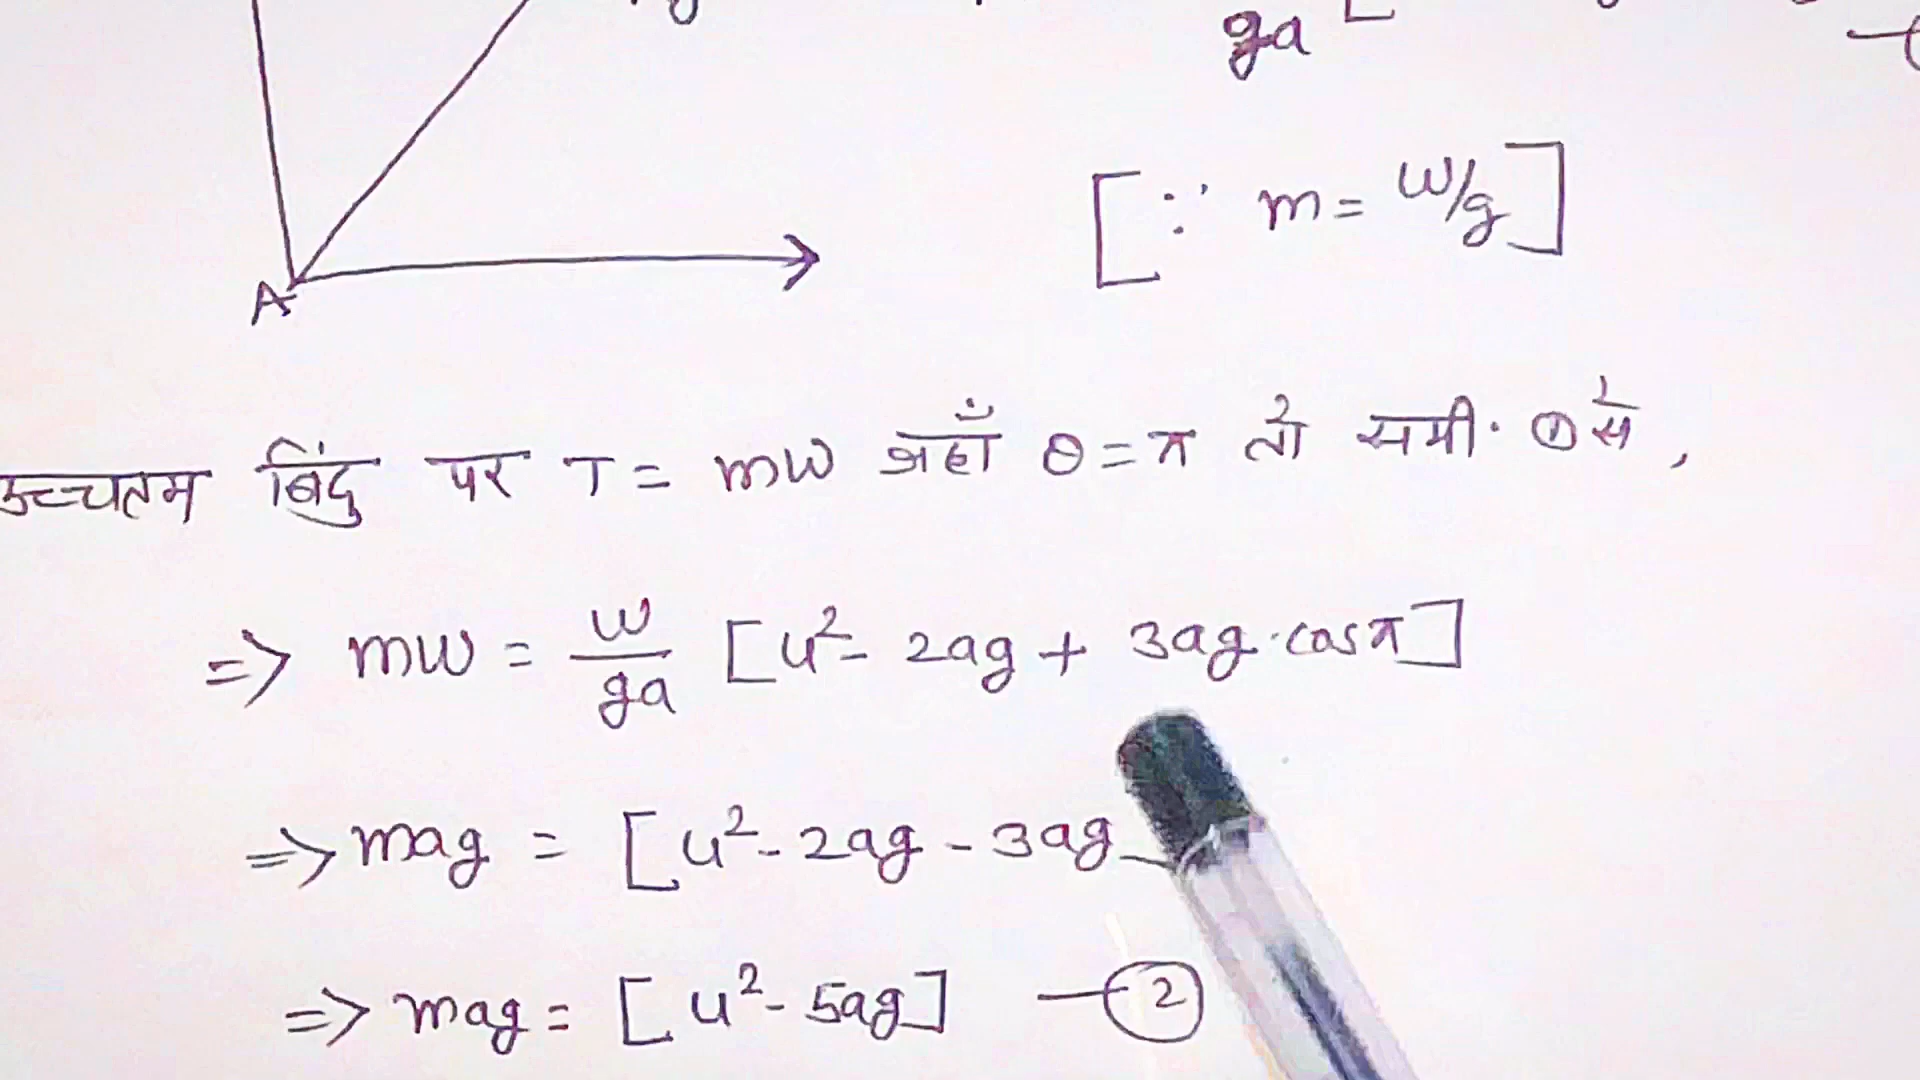 ga [
A
[∵ m = W/g]
उच्चतम बिंदु पर T = mW जहाँ θ = π तो समी. ① से,
=> mW = W/ga [u² - 2ag + 3ag · cosπ]
=> mag = [u² - 2ag - 3ag
=> mag = [u² - 5ag] — ②